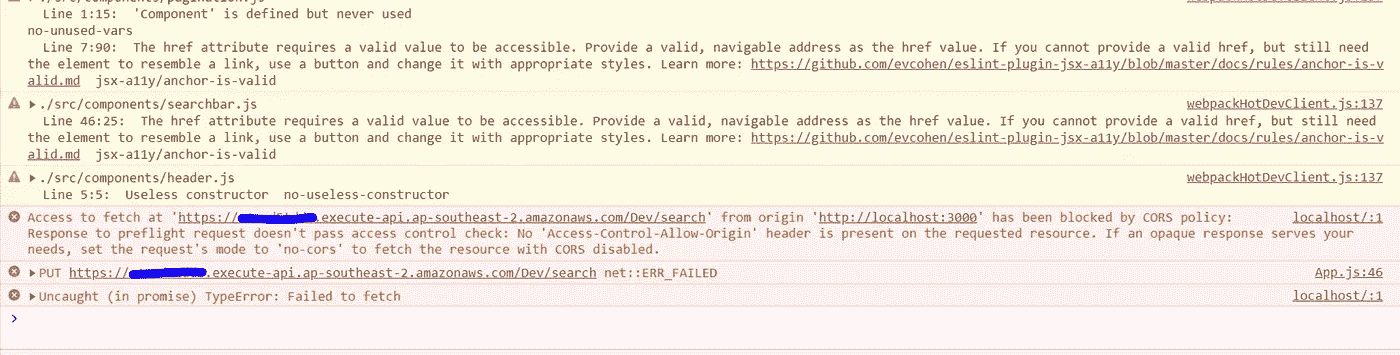 ./src/components/pagination.js webpackHotDevClient.js:137
Line 1:15:  'Component' is defined but never used
no-unused-vars
Line 7:90:  The href attribute requires a valid value to be accessible. Provide a valid, navigable address as the href value. If you cannot provide a valid href, but still need
the element to resemble a link, use a button and change it with appropriate styles. Learn more: https://github.com/evcohen/eslint-plugin-jsx-a11y/blob/master/docs/rules/anchor-is-v
alid.md  jsx-a11y/anchor-is-valid
./src/components/searchbar.js webpackHotDevClient.js:137
Line 46:25:  The href attribute requires a valid value to be accessible. Provide a valid, navigable address as the href value. If you cannot provide a valid href, but still need
the element to resemble a link, use a button and change it with appropriate styles. Learn more: https://github.com/evcohen/eslint-plugin-jsx-a11y/blob/master/docs/rules/anchor-is-v
alid.md  jsx-a11y/anchor-is-valid
./src/components/header.js webpackHotDevClient.js:137
Line 5:5:  Useless constructor  no-useless-constructor
Access to fetch at 'https:// .execute-api.ap-southeast-2.amazonaws.com/Dev/search' from origin 'http://localhost:3000' has been blocked by CORS policy: localhost/:1
Response to preflight request doesn't pass access control check: No 'Access-Control-Allow-Origin' header is present on the requested resource. If an opaque response serves your
needs, set the request's mode to 'no-cors' to fetch the resource with CORS disabled.
PUT https:// .execute-api.ap-southeast-2.amazonaws.com/Dev/search net::ERR_FAILED App.js:46
Uncaught (in promise) TypeError: Failed to fetch localhost/:1